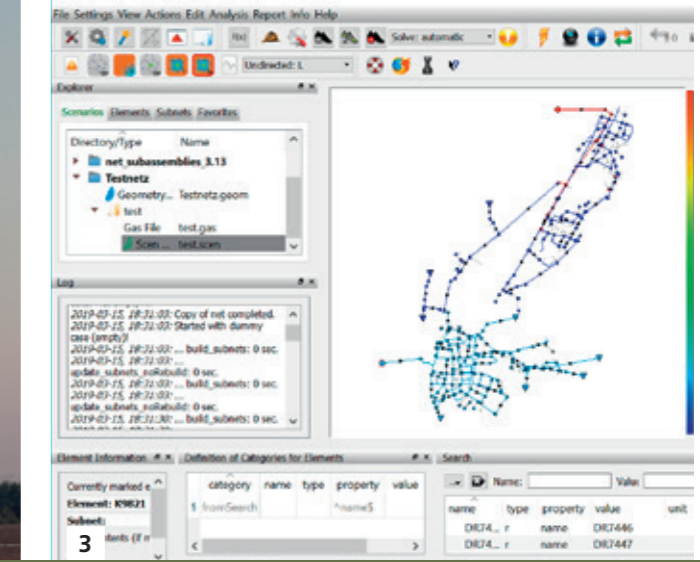 File Settings View Actions Edit Analysis Report Info Help
f(x) Solve: automatic
Undirected: L
Explorer
Scenarios Elements Subnets Favorites
Directory/Type Name
net_subassemblies_3.13
Testnetz
Geometry... Testnetz.geom
test
Gas File test.gas
Scen ... test.scen
Log
2019-03-15, 18:31:03: Copy of net completed.
2019-03-15, 18:31:03: Started with dummy
case (empty)!
2019-03-15, 18:31:03: ... build_subnets: 0 sec.
2019-03-15, 18:31:03: ...
update_subnets_noRebuild: 0 sec.
2019-03-15, 18:31:03: ... build_subnets: 0 sec.
2019-03-15, 18:31:03: ...
update_subnets_noRebuild: 0 sec.
2019-03-15, 18:31:30: ... build_subnets: 0 sec.
Element Information Definition of Categories for Elements Search
Currently marked e
Element: K9821
Subnet:
category name type property value
1 fromSearch ^name$
Name: Value
name type property value unit
DR74... r name DR7446
DR74... r name DR7447
3